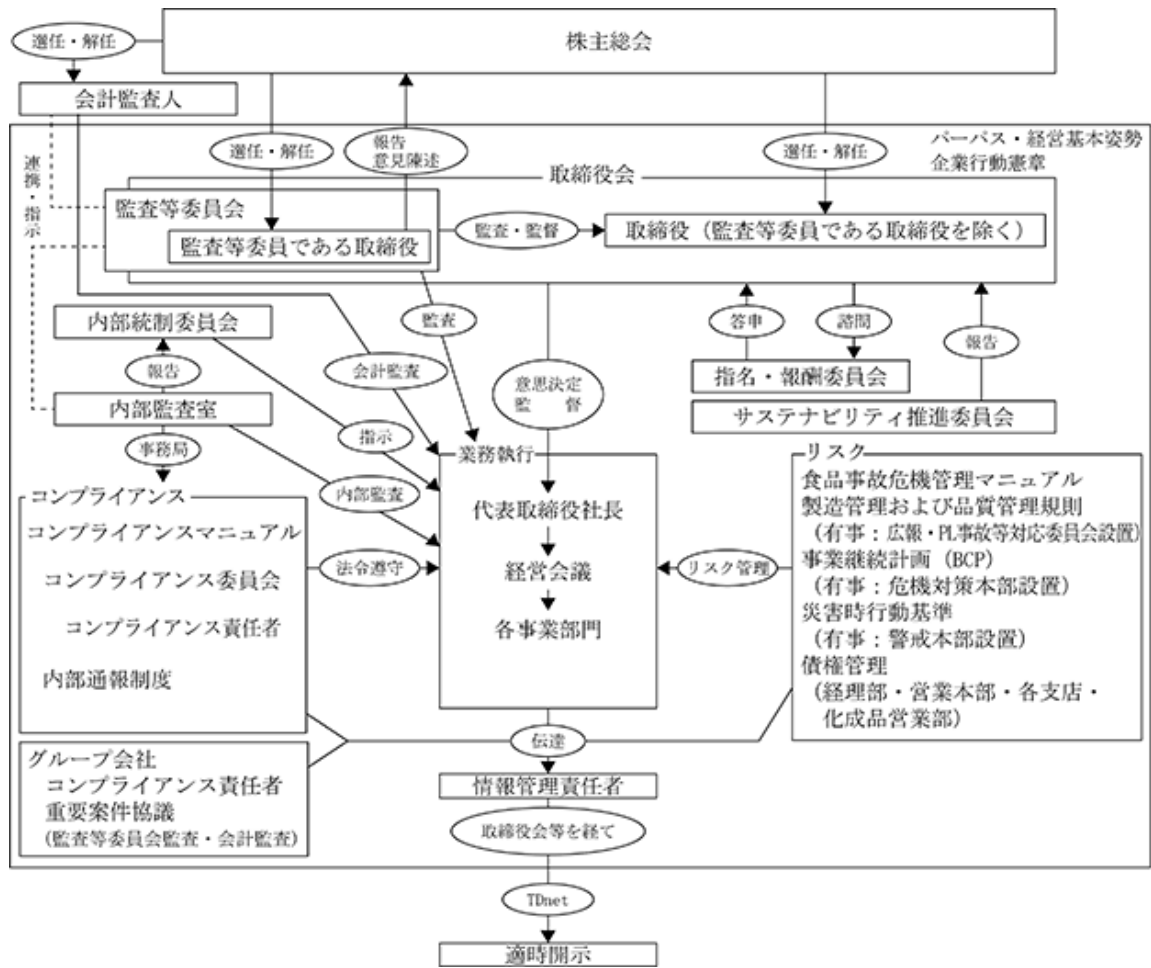 株主総会
選任・解任
会計監査人
連携・指示
選任・解任
報告
意見陳述
選任・解任
パーパス・経営基本姿勢
企業行動憲章
取締役会
監査等委員会
監査等委員である取締役
監査・監督
取締役（監査等委員である取締役を除く）
内部統制委員会
報告
内部監査室
事務局
監査
会計監査
指示
内部監査
意思決定
監　督
答申
諮問
報告
指名・報酬委員会
サステナビリティ推進委員会
コンプライアンス
コンプライアンスマニュアル
コンプライアンス委員会
コンプライアンス責任者
内部通報制度
法令遵守
業務執行
代表取締役社長
経営会議
各事業部門
リスク管理
リスク
食品事故危機管理マニュアル
製造管理および品質管理規則
（有事：広報・PL事故等対応委員会設置）
事業継続計画（BCP）
（有事：危機対策本部設置）
災害時行動基準
（有事：警戒本部設置）
債権管理
（経理部・営業本部・各支店・
化成品営業部）
グループ会社
コンプライアンス責任者
重要案件協議
（監査等委員会監査・会計監査）
伝達
情報管理責任者
取締役会等を経て
TDnet
適時開示